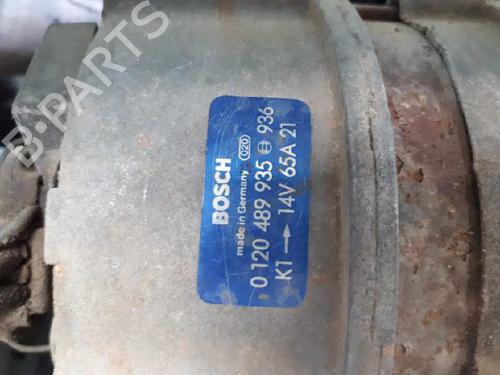 BOSCH
made in Germany 020
0 120 489 935 936
K1 → 14V 65A 21
B-PARTS